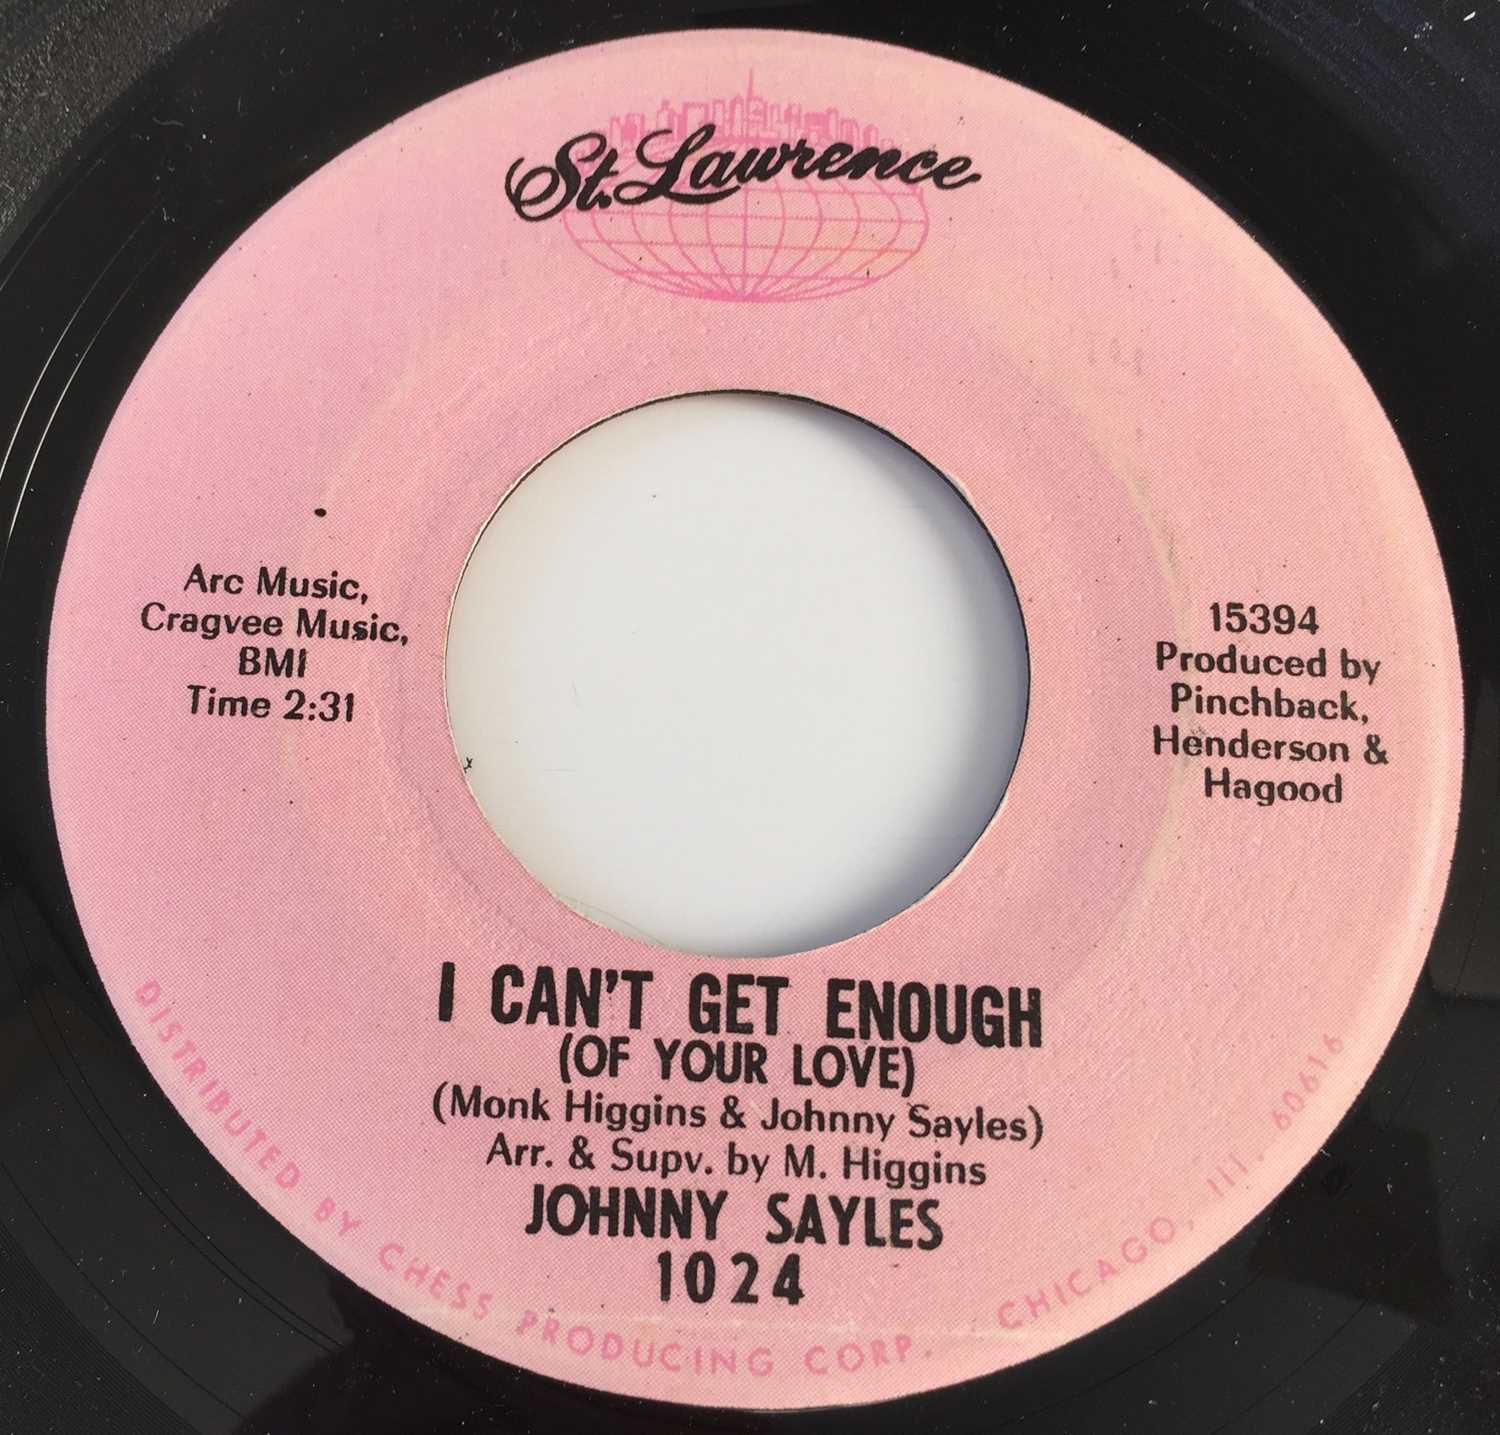 St. Lawrence
Arc Music,
Cragvee Music,
BMI
Time 2:31
15394
Produced by
Pinchback,
Henderson &
Hagood
I CAN'T GET ENOUGH
(OF YOUR LOVE)
(Monk Higgins & Johnny Sayles)
Arr. & Supv. by M. Higgins
JOHNNY SAYLES
1024
DISTRIBUTED BY CHESS PRODUCING CORP. CHICAGO, III. 60616